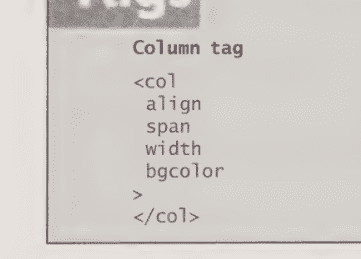 Tags
Column tag
<col
align
span
width
bgcolor
>
</col>